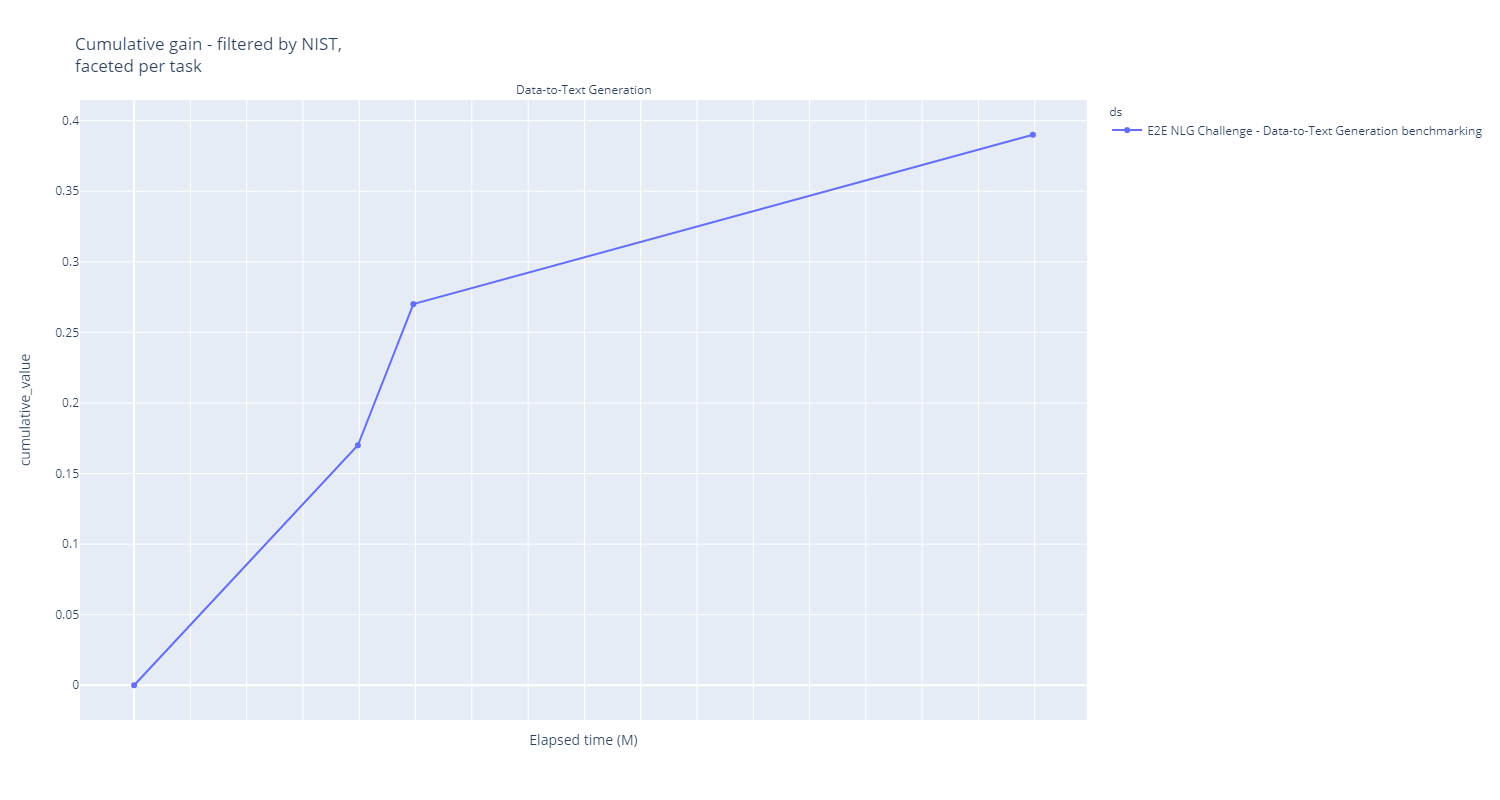 Cumulative gain - filtered by NIST,
faceted per task
Data-to-Text Generation
ds
E2E NLG Challenge - Data-to-Text Generation benchmarking
0.4
0.35
0.3
0.25
0.2
0.15
0.1
0.05
0
cumulative_value
Elapsed time (M)